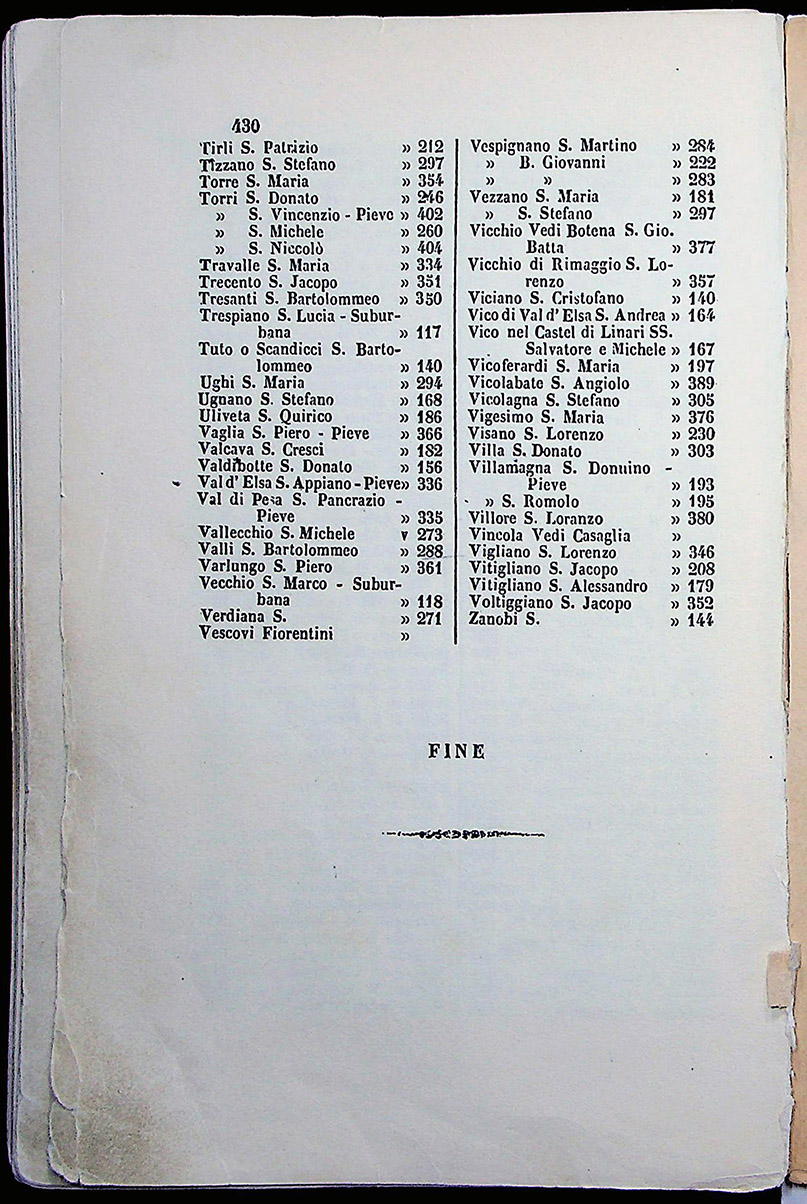 430
Tirli S. Patrizio » 212
Tizzano S. Stefano » 297
Torre S. Maria » 354
Torri S. Donato » 246
» S. Vincenzio - Pieve » 402
» S. Michele » 260
» S. Niccolò » 404
Travalle S. Maria » 334
Trecento S. Jacopo » 351
Tresanti S. Bartolommeo » 350
Trespiano S. Lucia - Subur-
bana » 117
Tuto o Scandicci S. Barto-
lommeo » 140
Ughi S. Maria » 294
Ugnano S. Stefano » 168
Uliveta S. Quirico » 186
Vaglia S. Piero - Pieve » 366
Valcava S. Cresci » 182
Valdibotte S. Donato » 156
Val d' Elsa S. Appiano - Pieve» 336
Val di Pesa S. Pancrazio -
Pieve » 335
Vallecchio S. Michele v 273
Valli S. Bartolommeo » 288
Varlungo S. Piero » 361
Vecchio S. Marco - Subur-
bana » 118
Verdiana S. » 271
Vescovi Fiorentini »
Vespignano S. Martino » 284
» B. Giovanni » 222
» » » 283
Vezzano S. Maria » 181
» S. Stefano » 297
Vicchio Vedi Botena S. Gio.
Batta » 377
Vicchio di Rimaggio S. Lo-
renzo » 357
Viciano S. Cristofano » 140
Vico di Val d' Elsa S. Andrea » 164
Vico nel Castel di Linari SS.
Salvatore e Michele » 167
Vicoferardi S. Maria » 197
Vicolabate S. Angiolo » 389
Vicolagna S. Stefano » 305
Vigesimo S. Maria » 376
Visano S. Lorenzo » 230
Villa S. Donato » 303
Villamagna S. Donnino -
Pieve » 193
» S. Romolo » 195
Villore S. Loranzo » 380
Vincola Vedi Casaglia »
Vigliano S. Lorenzo » 346
Vitigliano S. Jacopo » 208
Vitigliano S. Alessandro » 179
Voltiggiano S. Jacopo » 352
Zanobi S. » 144
FINE